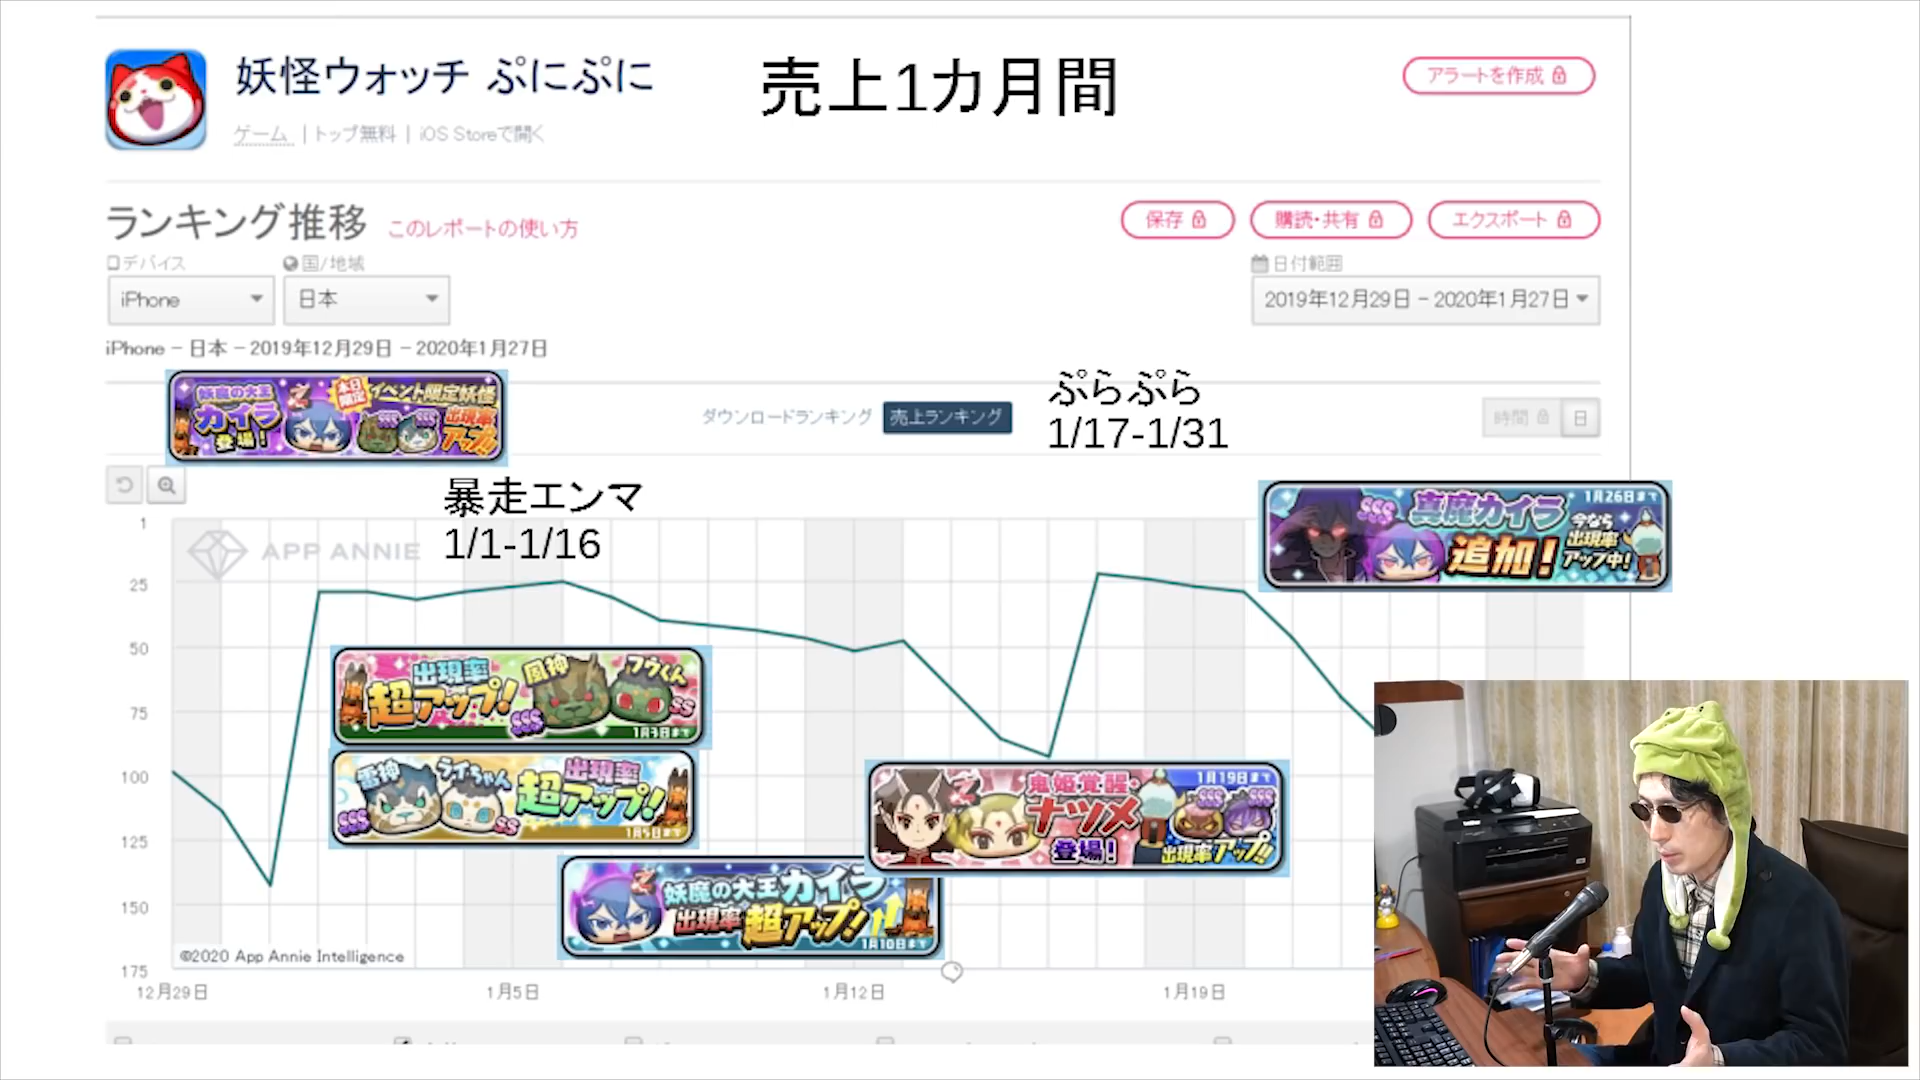 妖怪ウォッチ ぷにぷに
売上1カ月間
アラートを作成
ゲーム | トップ無料 | iOS Storeで開く
ランキング推移 このレポートの使い方
保存
購読・共有
エクスポート
デバイス
国/地域
日付範囲
iPhone
日本
2019年12月29日 - 2020年1月27日
iPhone - 日本 - 2019年12月29日 - 2020年1月27日
妖魔の大王
カイラ
登場!
本日限定
イベント限定妖怪
SSS SSS
出現率
アップ!!
ダウンロードランキング
売上ランキング
ぷらぷら
1/17-1/31
時間
日
暴走エンマ
1/1-1/16
APP ANNIE
真魔カイラ
SSS
追加!
1月26日まで
今なら
出現率
アップ中!
1
25
50
75
100
125
150
175
出現率
超アップ!
風神
フウくん
SSS
SS
1月3日まで
雷神
ライちゃん
出現率
超アップ!
SSS
SS
1月5日まで
鬼姫覚醒
ナツメ
登場!
1月19日まで
SSS SSS
出現率アップ!!
妖魔の大王カイラ
出現率超アップ!
1月10日まで
©2020 App Annie Intelligence
12月29日
1月5日
1月12日
1月19日